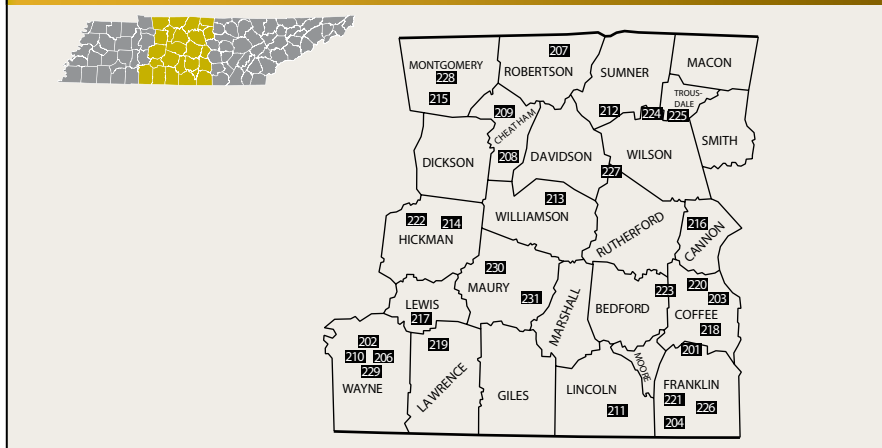 207
MONTGOMERY
ROBERTSON
SUMNER
MACON
228
215
TROUS-
DALE
209
212
224
225
CHEATHAM
SMITH
DICKSON
208
DAVIDSON
WILSON
227
213
WILLIAMSON
222
214
HICKMAN
RUTHERFORD
216
CANNON
230
MAURY
231
MARSHALL
BEDFORD
223
220
203
COFFEE
218
LEWIS
217
202
210
206
229
WAYNE
219
LAWRENCE
GILES
LINCOLN
211
MOORE
201
FRANKLIN
221
226
204